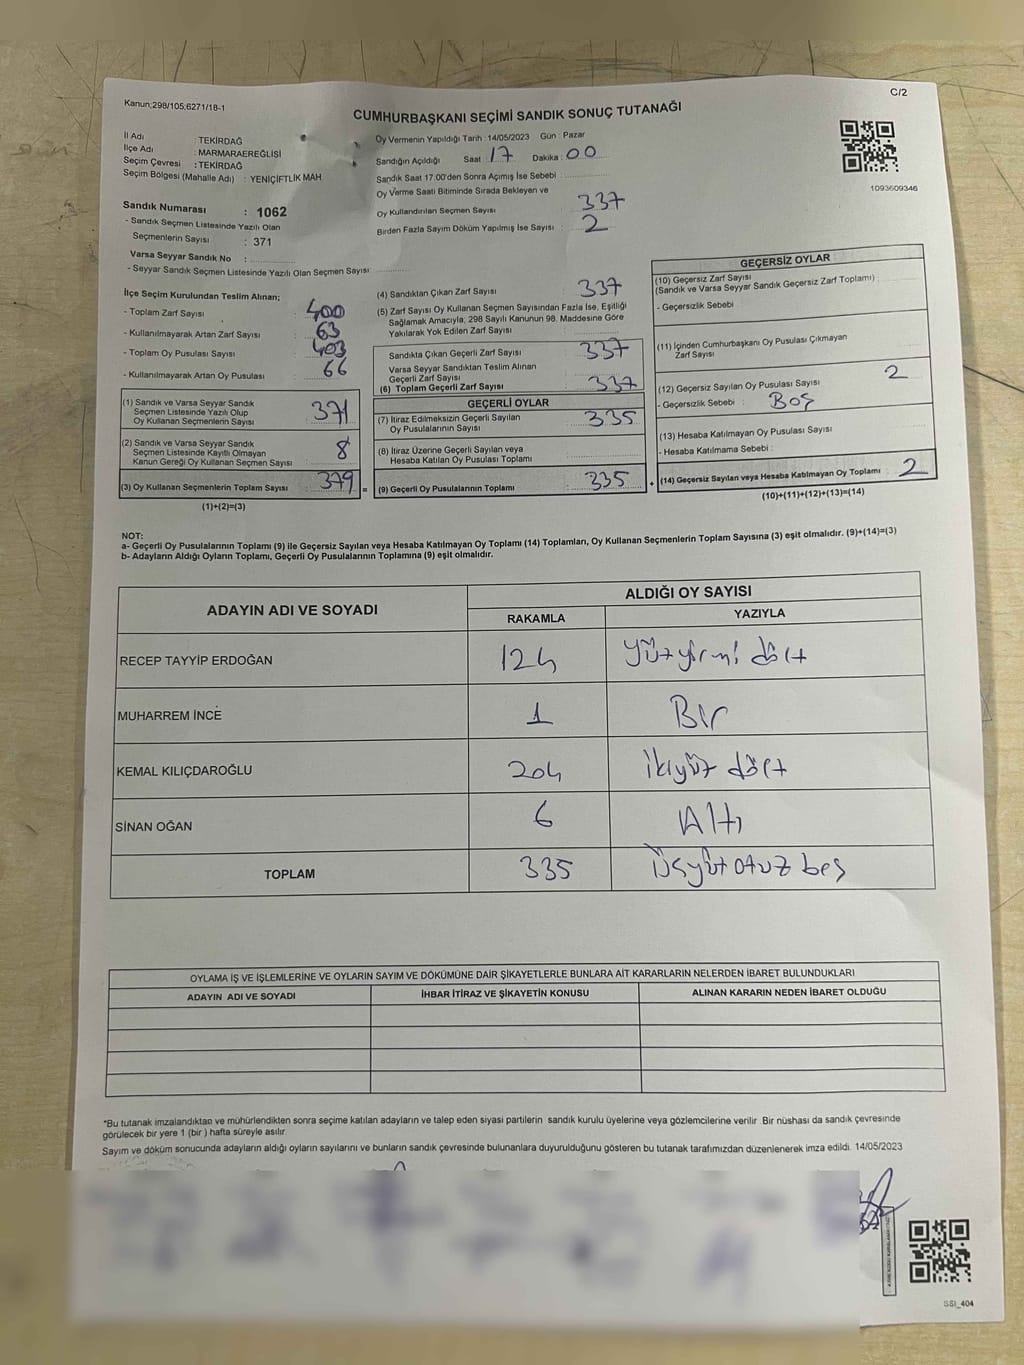 Kanun;298/105;6271/18-1
C/2
CUMHURBAŞKANI SEÇİMİ SANDIK SONUÇ TUTANAĞI
İl Adı : TEKİRDAĞ
İlçe Adı : MARMARAEREĞLİSİ
Seçim Çevresi : TEKİRDAĞ
Seçim Bölgesi (Mahalle Adı) : YENİÇİFTLİK MAH.
Sandık Numarası : 1062
- Sandık Seçmen Listesinde Yazılı Olan
Seçmenlerin Sayısı : 371
Varsa Seyyar Sandık No :
- Seyyar Sandık Seçmen Listesinde Yazılı Olan Seçmen Sayısı:
Oy Vermenin Yapıldığı Tarih :14/05/2023 Gün : Pazar
Sandığın Açıldığı Saat : 17 Dakika : 00
Sandık Saat 17:00'den Sonra Açımış İse Sebebi :
Oy Verme Saati Bitiminde Sırada Bekleyen ve
Oy Kullandırılan Seçmen Sayısı : 337
Birden Fazla Sayım Döküm Yapılmış İse Sayısı : 2
1093609346
İlçe Seçim Kurulundan Teslim Alınan;
- Toplam Zarf Sayısı : 400
- Kullanılmayarak Artan Zarf Sayısı : 63
- Toplam Oy Pusulası Sayısı : 403
- Kullanılmayarak Artan Oy Pusulası : 66
(1) Sandık ve Varsa Seyyar Sandık
Seçmen Listesinde Yazılı Olup
Oy Kullanan Seçmenlerin Sayısı : 371
(2) Sandık ve Varsa Seyyar Sandık
Seçmen Listesinde Kayıtlı Olmayan
Kanun Gereği Oy Kullanan Seçmen Sayısı : 8
(3) Oy Kullanan Seçmenlerin Toplam Sayısı : 379
(1)+(2)=(3)
(4) Sandıktan Çıkan Zarf Sayısı : 337
(5) Zarf Sayısı Oy Kullanan Seçmen Sayısından Fazla İse, Eşitliği
Sağlamak Amacıyla, 298 Sayılı Kanunun 98. Maddesine Göre
Yakılarak Yok Edilen Zarf Sayısı :
Sandıkta Çıkan Geçerli Zarf Sayısı : 337
Varsa Seyyar Sandıktan Teslim Alınan
Geçerli Zarf Sayısı :
(6) Toplam Geçerli Zarf Sayısı : 337
GEÇERLİ OYLAR
(7) İtiraz Edilmeksizin Geçerli Sayılan
Oy Pusulalarının Sayısı : 335
(8) İtiraz Üzerine Geçerli Sayılan veya
Hesaba Katılan Oy Pusulası Toplamı :
(9) Geçerli Oy Pusulalarının Toplamı : 335
GEÇERSİZ OYLAR
(10) Geçersiz Zarf Sayısı
(Sandık ve Varsa Seyyar Sandık Geçersiz Zarf Toplamı) :
- Geçersizlik Sebebi :
(11) İçinden Cumhurbaşkanı Oy Pusulası Çıkmayan
Zarf Sayısı :
(12) Geçersiz Sayılan Oy Pusulası Sayısı : 2
- Geçersizlik Sebebi : Boş
(13) Hesaba Katılmayan Oy Pusulası Sayısı :
- Hesaba Katılmama Sebebi :
(14) Geçersiz Sayılan veya Hesaba Katılmayan Oy Toplamı : 2
(10)+(11)+(12)+(13)=(14)
NOT:
a- Geçerli Oy Pusulalarının Toplamı (9) ile Geçersiz Sayılan veya Hesaba Katılmayan Oy Toplamı (14) Toplamları, Oy Kullanan Seçmenlerin Toplam Sayısına (3) eşit olmalıdır. (9)+(14)=(3)
b- Adayların Aldığı Oyların Toplamı, Geçerli Oy Pusulalarının Toplamına (9) eşit olmalıdır.
ADAYIN ADI VE SOYADI
ALDIĞI OY SAYISI
RAKAMLA YAZIYLA
RECEP TAYYİP ERDOĞAN 124 Yüzyirmi dört
MUHARREM İNCE 1 Bir
KEMAL KILIÇDAROĞLU 204 ikiyüz dört
SİNAN OĞAN 6 Altı
TOPLAM 335 Üçyüz otuz beş
OYLAMA İŞ VE İŞLEMLERİNE VE OYLARIN SAYIM VE DÖKÜMÜNE DAİR ŞİKAYETLERLE BUNLARA AİT KARARLARIN NELERDEN İBARET BULUNDUKLARI
ADAYIN ADI VE SOYADI İHBAR İTİRAZ VE ŞİKAYETİN KONUSU ALINAN KARARIN NEDEN İBARET OLDUĞU
*Bu tutanak imzalandıktan ve mühürlendikten sonra seçime katılan adayların ve talep eden siyasi partilerin sandık kurulu üyelerine veya gözlemcilerine verilir. Bir nüshası da sandık çevresinde
görülecek bir yere 1 (bir ) hafta süreyle asılır.
Sayım ve döküm sonucunda adayların aldığı oyların sayılarını ve bunların sandık çevresinde bulunanlara duyurulduğunu gösteren bu tutanak tarafımızdan düzenlenerek imza edildi. 14/05/2023
SSI_404